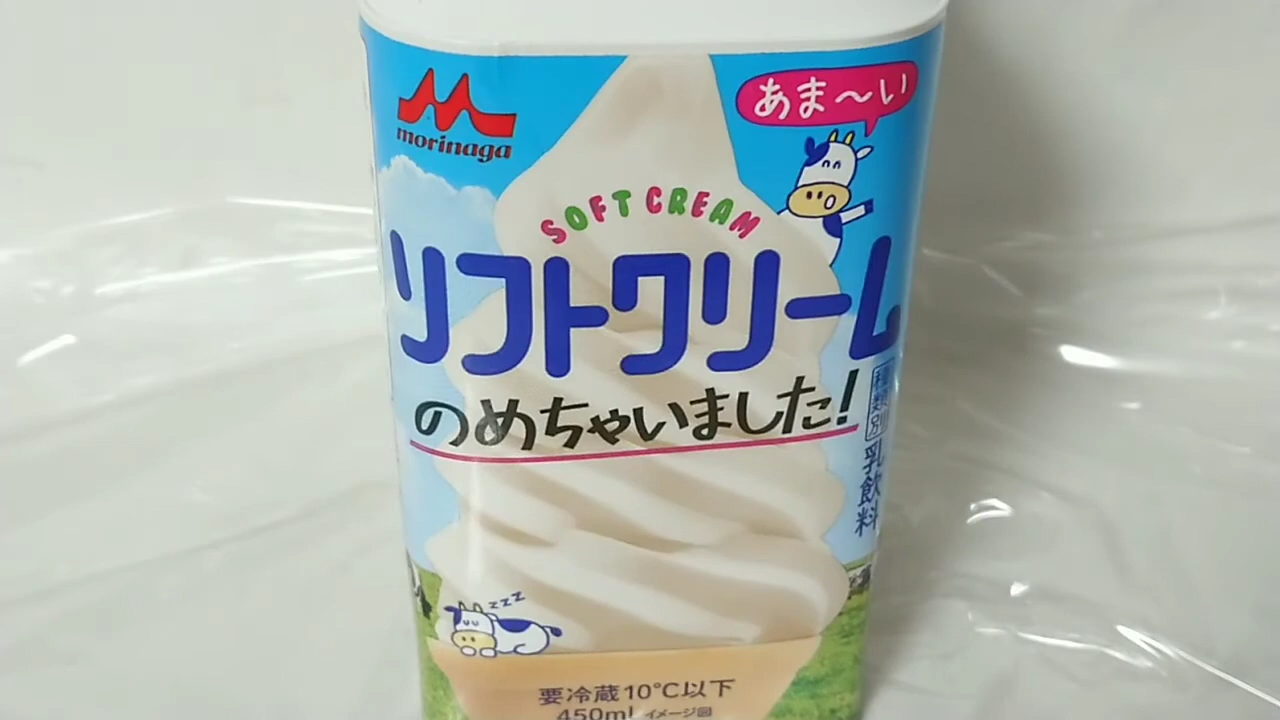 morinaga
あま～い
SOFT CREAM
ソフトクリーム
のめちゃいました!
種類別
乳飲料
zzz
要冷蔵10℃以下
450ml イメージ図